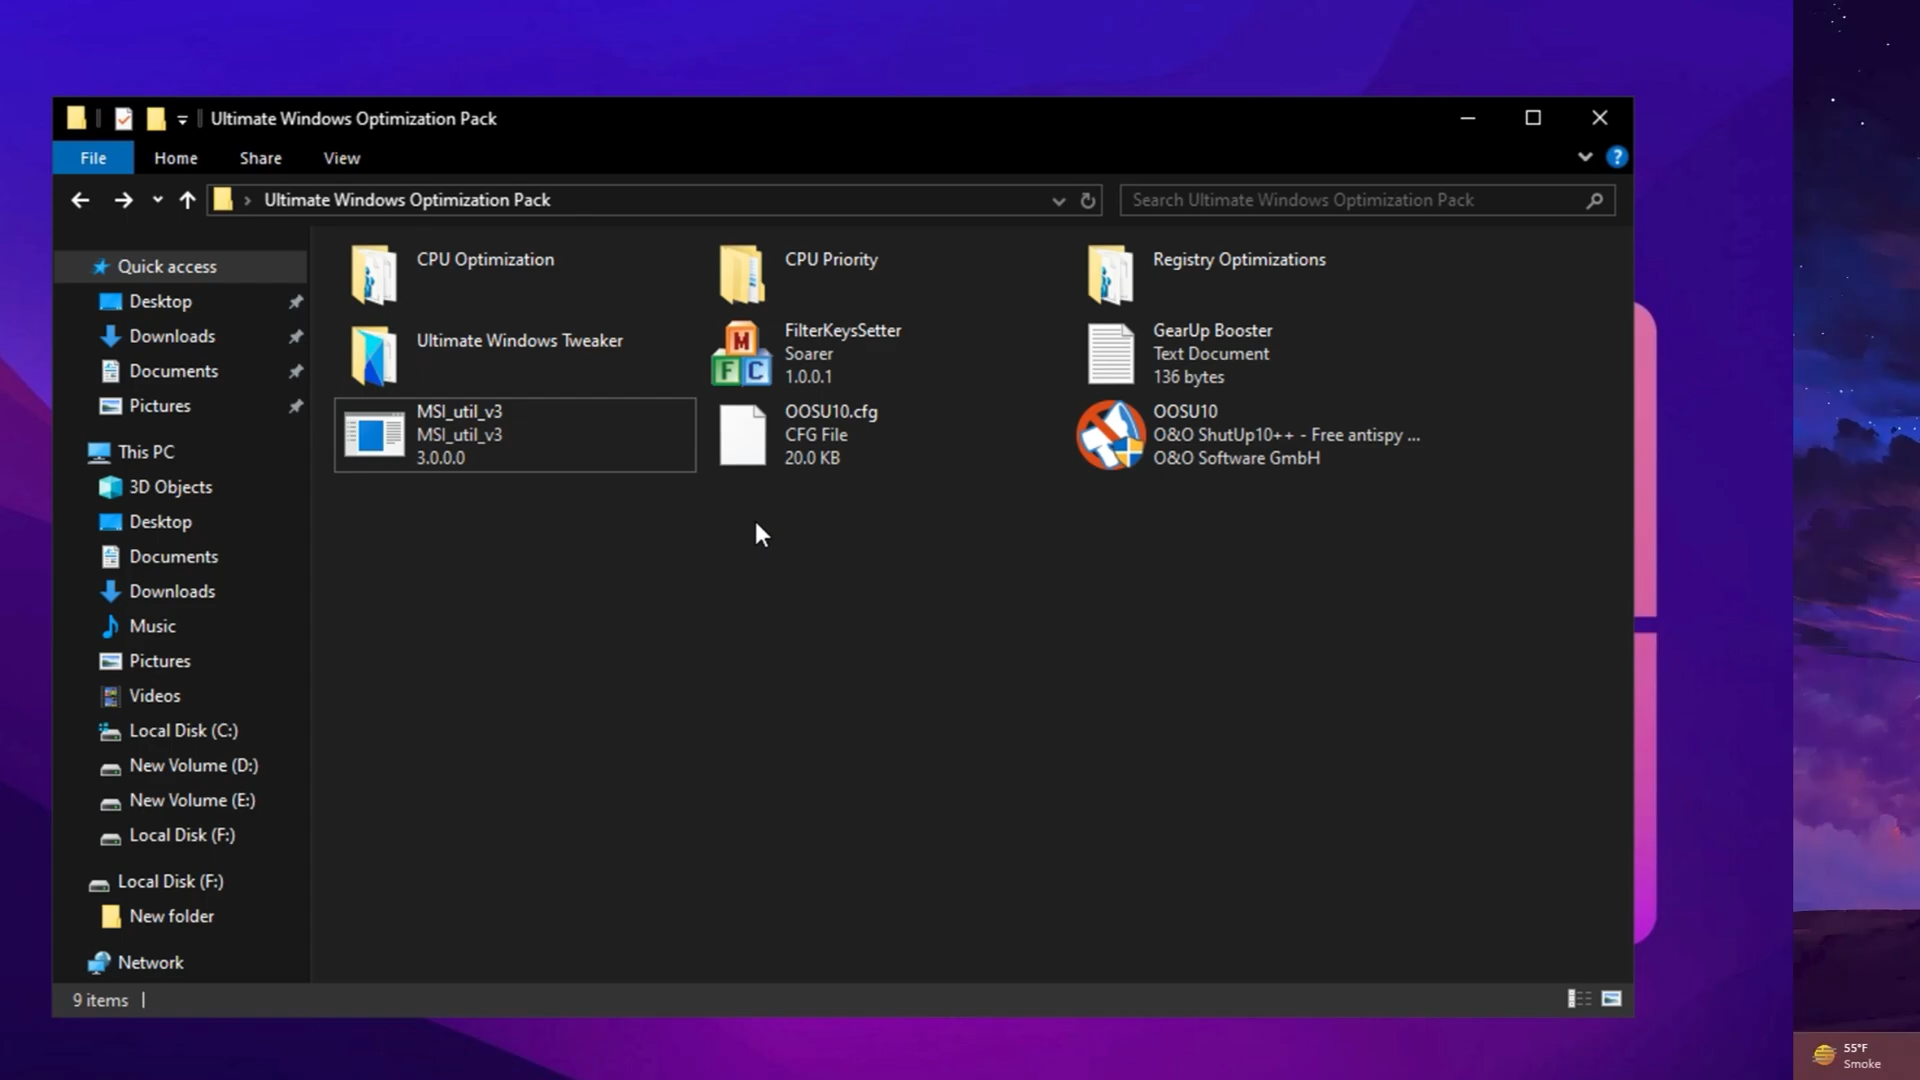 Ultimate Windows Optimization Pack
File Home Share View
Ultimate Windows Optimization Pack
Search Ultimate Windows Optimization Pack
Quick access
Desktop
Downloads
Documents
Pictures
This PC
3D Objects
Desktop
Documents
Downloads
Music
Pictures
Videos
Local Disk (C:)
New Volume (D:)
New Volume (E:)
Local Disk (F:)
Local Disk (F:)
New folder
Network
CPU Optimization
CPU Priority
Registry Optimizations
Ultimate Windows Tweaker
FilterKeysSetter
Soarer
1.0.0.1
GearUp Booster
Text Document
136 bytes
MSI_util_v3
MSI_util_v3
3.0.0.0
OOSU10.cfg
CFG File
20.0 KB
OOSU10
O&O ShutUp10++ - Free antispy ...
O&O Software GmbH
9 items
55°F
Smoke